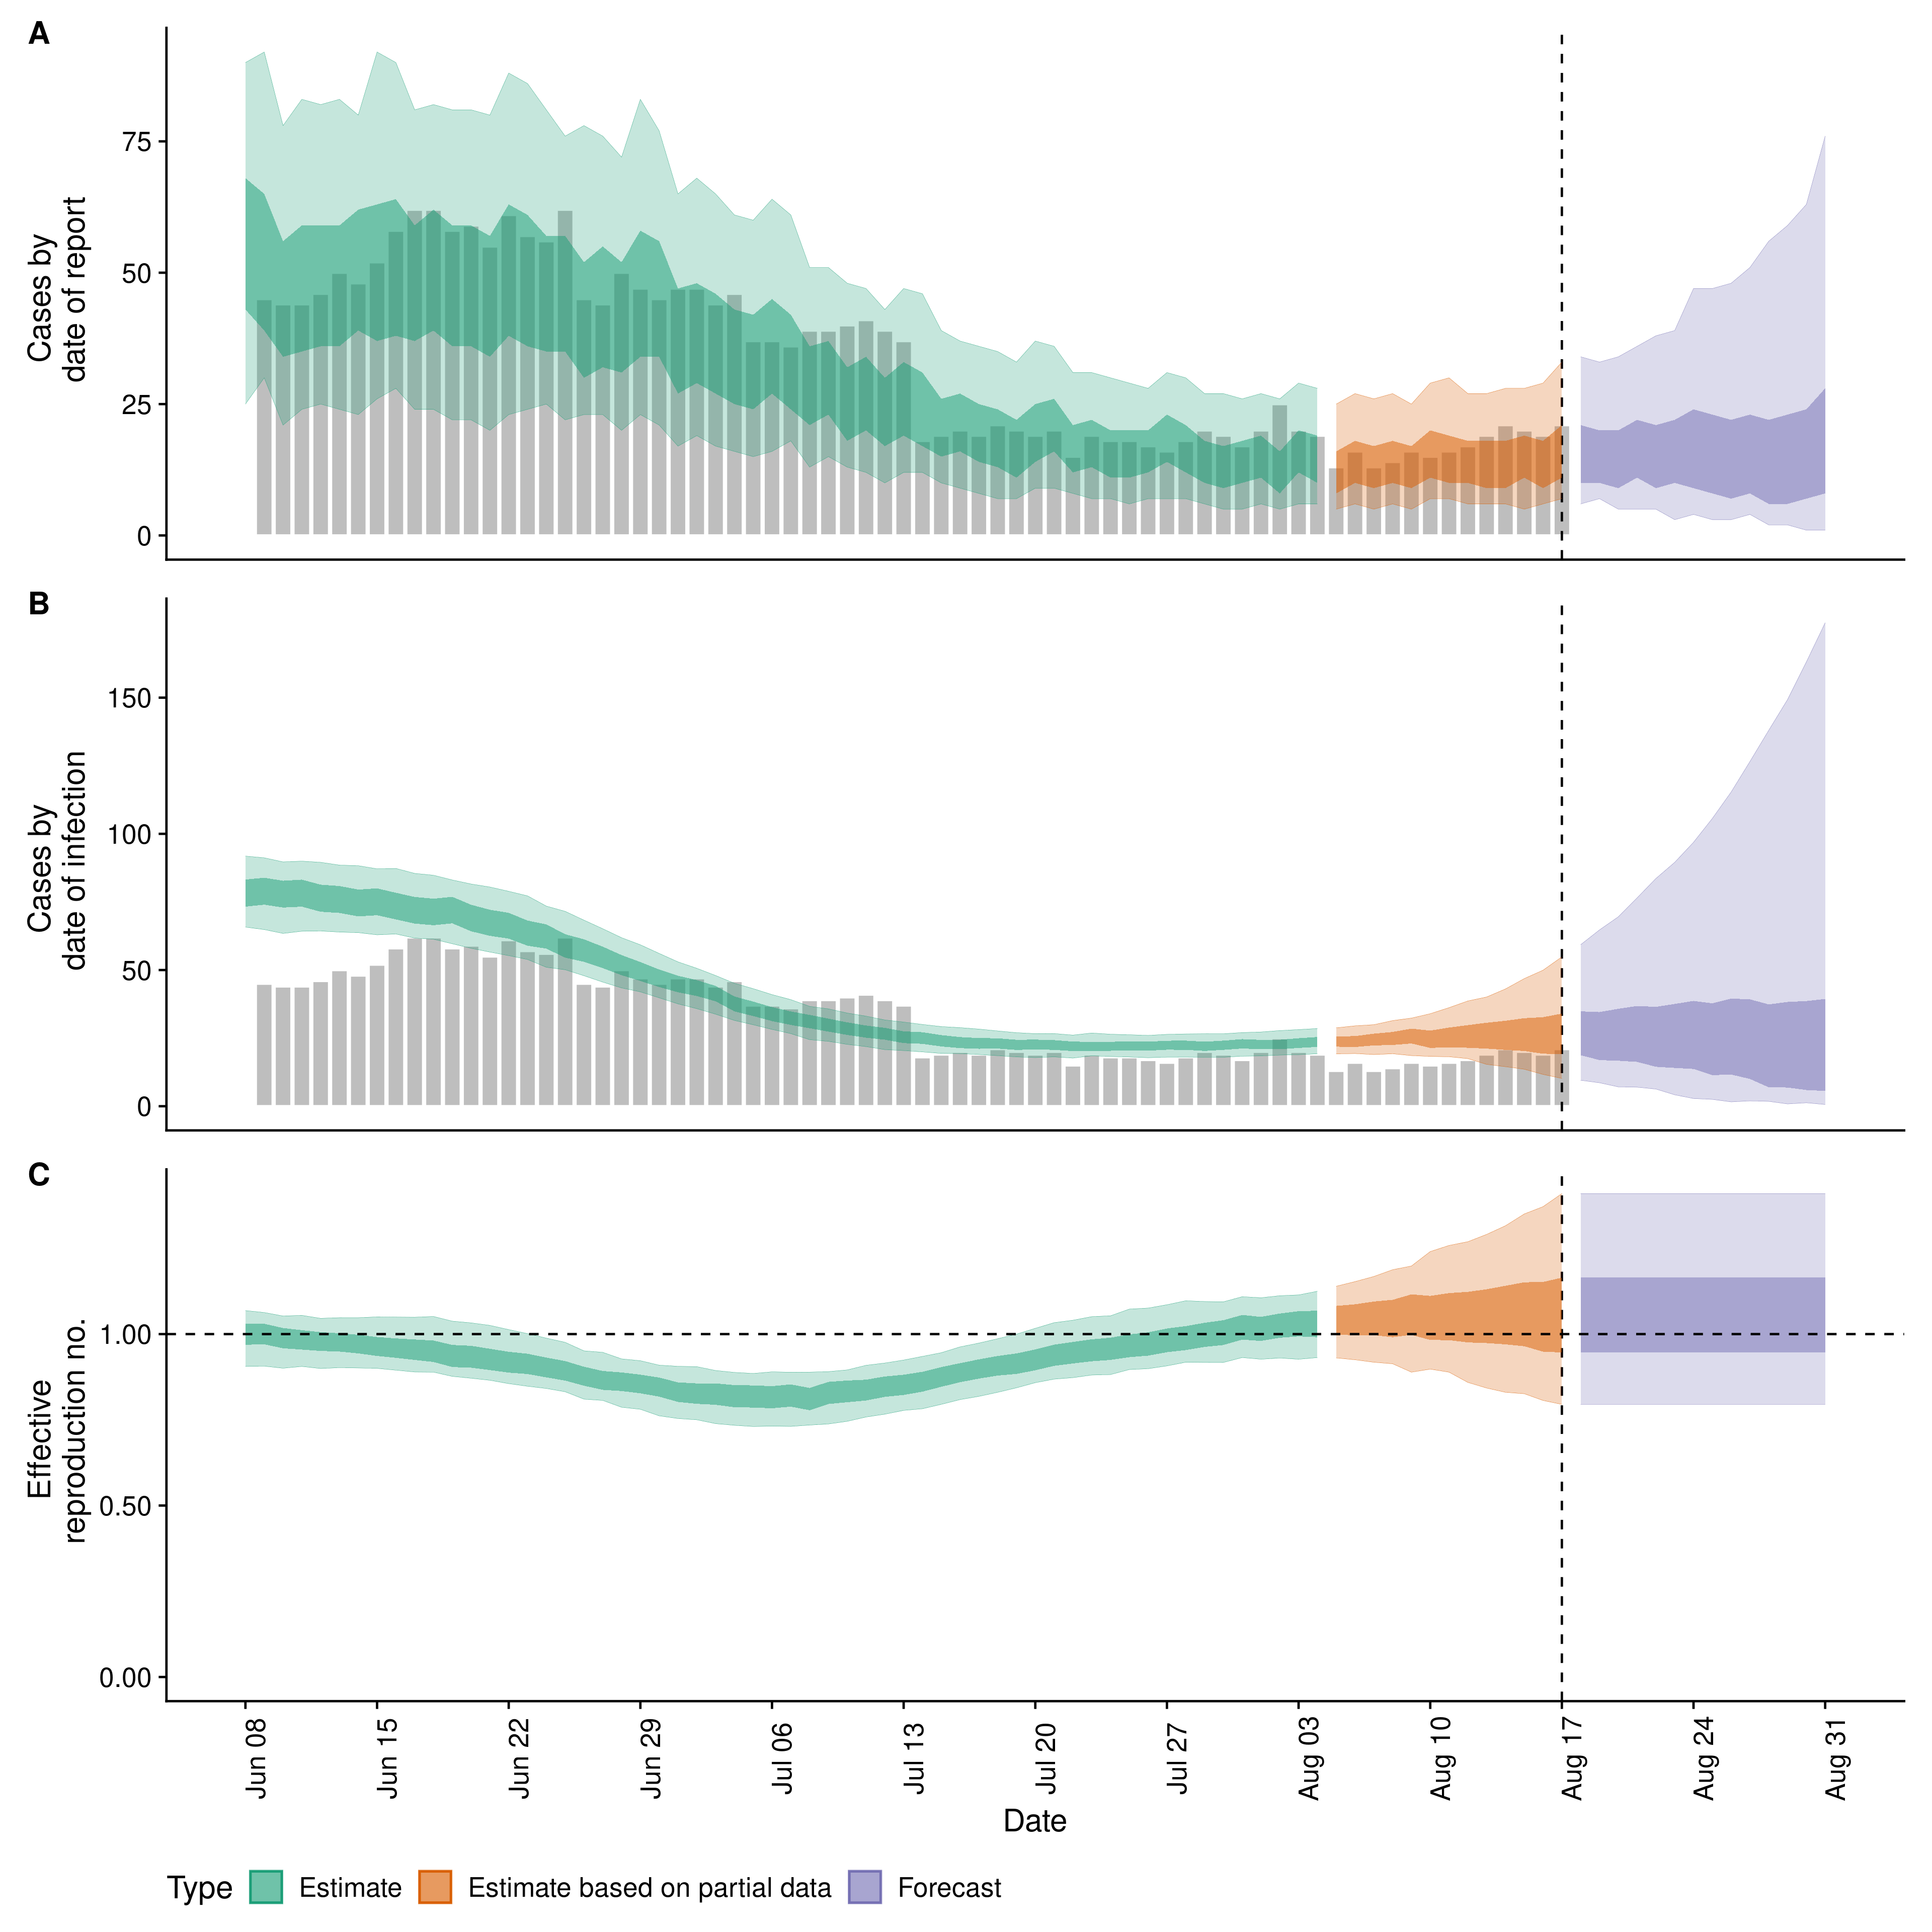 A
Cases by
date of report
75
50
25
0
B
Cases by
date of infection
150
100
50
0
C
Effective
reproduction no.
1.00
0.50
0.00
Jun 08
Jun 15
Jun 22
Jun 29
Jul 06
Jul 13
Jul 20
Jul 27
Aug 03
Aug 10
Aug 17
Aug 24
Aug 31
Date
Type Estimate Estimate based on partial data Forecast